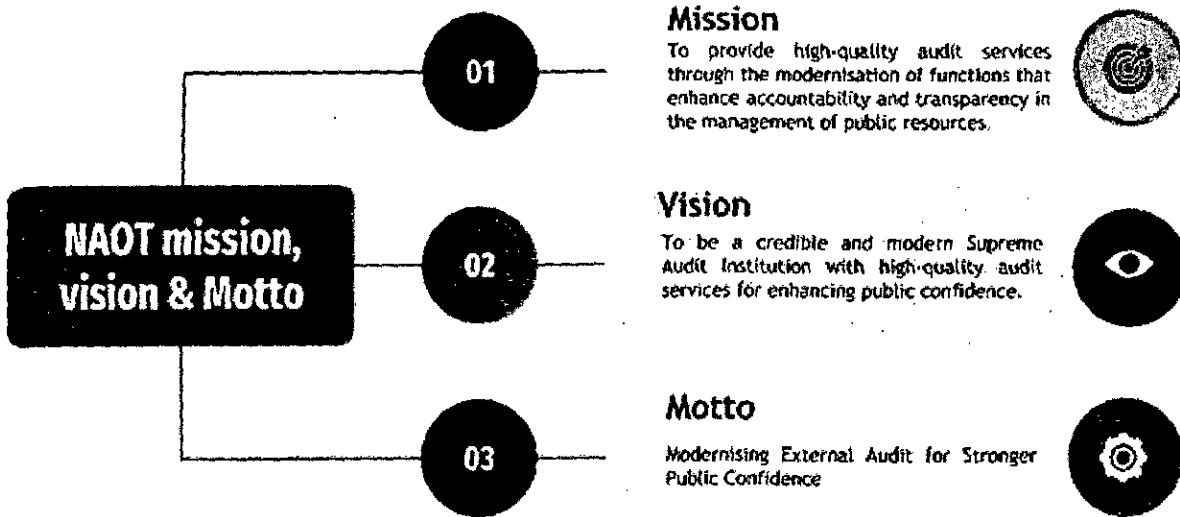 Mission
01
To provide high-quality audit services
through the modernisation of functions that
enhance accountability and transparency in
the management of public resources.
NAOT mission,
vision & Motto
Vision
02
To be a credible and modern Supreme
Audit Institution with high-quality audit
services for enhancing public confidence.
Motto
03
Modernising External Audit for Stronger
Public Confidence